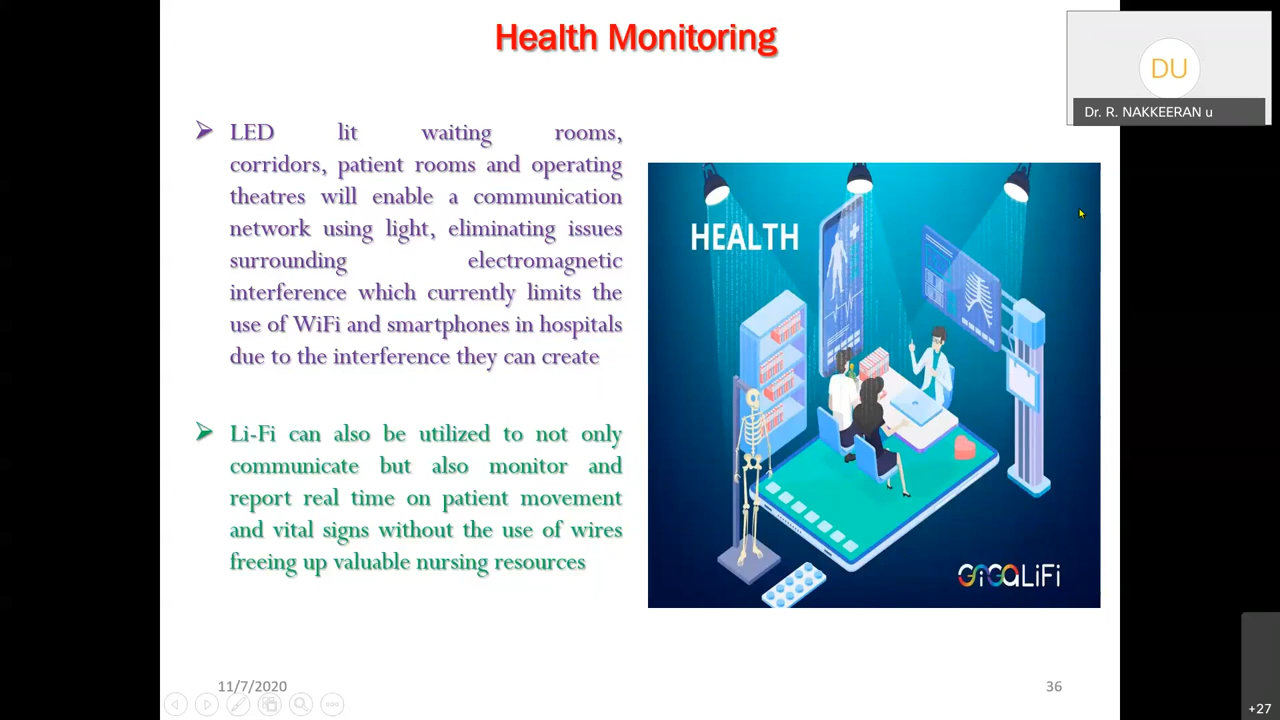 Health Monitoring
DU
Dr. R. NAKKEERAN u
LED lit waiting rooms,
corridors, patient rooms and operating
theatres will enable a communication
network using light, eliminating issues
surrounding electromagnetic
interference which currently limits the
use of WiFi and smartphones in hospitals
due to the interference they can create
Li-Fi can also be utilized to not only
communicate but also monitor and
report real time on patient movement
and vital signs without the use of wires
freeing up valuable nursing resources
HEALTH
GiGaLiFi
11/7/2020
36
+27